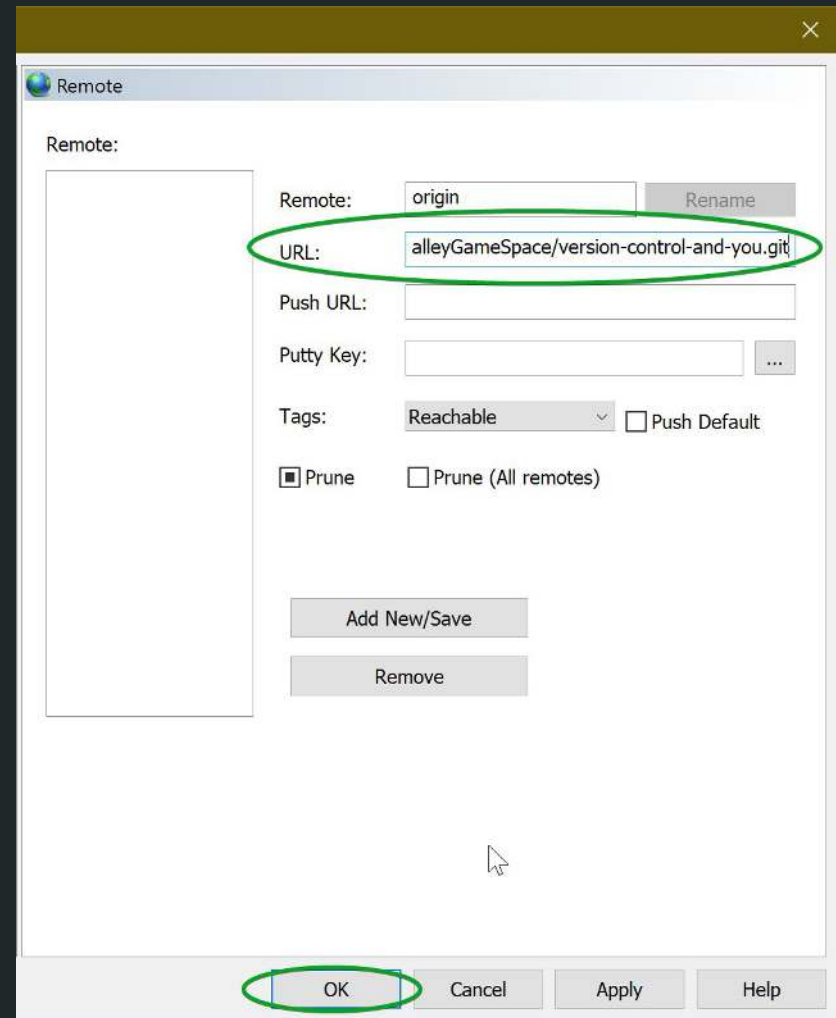 Remote
Remote:
Remote:
origin
Rename
URL:
alleyGameSpace/version-control-and-you.git
Push URL:
Putty Key:
...
Tags:
Reachable
Push Default
Prune
Prune (All remotes)
Add New/Save
Remove
OK
Cancel
Apply
Help